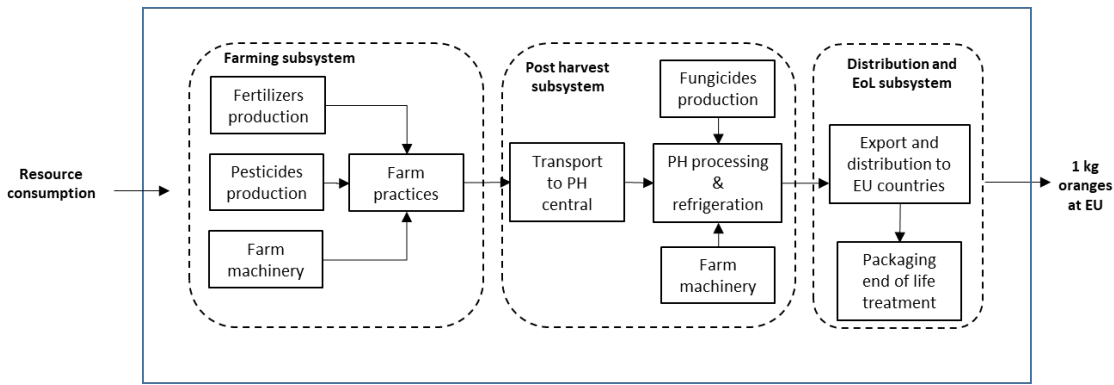 Resource
consumption
Farming subsystem
Fertilizers
production
Pesticides
production
Farm
machinery
Farm
practices
Post harvest
subsystem
Transport
to PH
central
Fungicides
production
PH processing
&
refrigeration
Farm
machinery
Distribution and
EoL subsystem
Export and
distribution to
EU countries
Packaging
end of life
treatment
1 kg
oranges
at EU